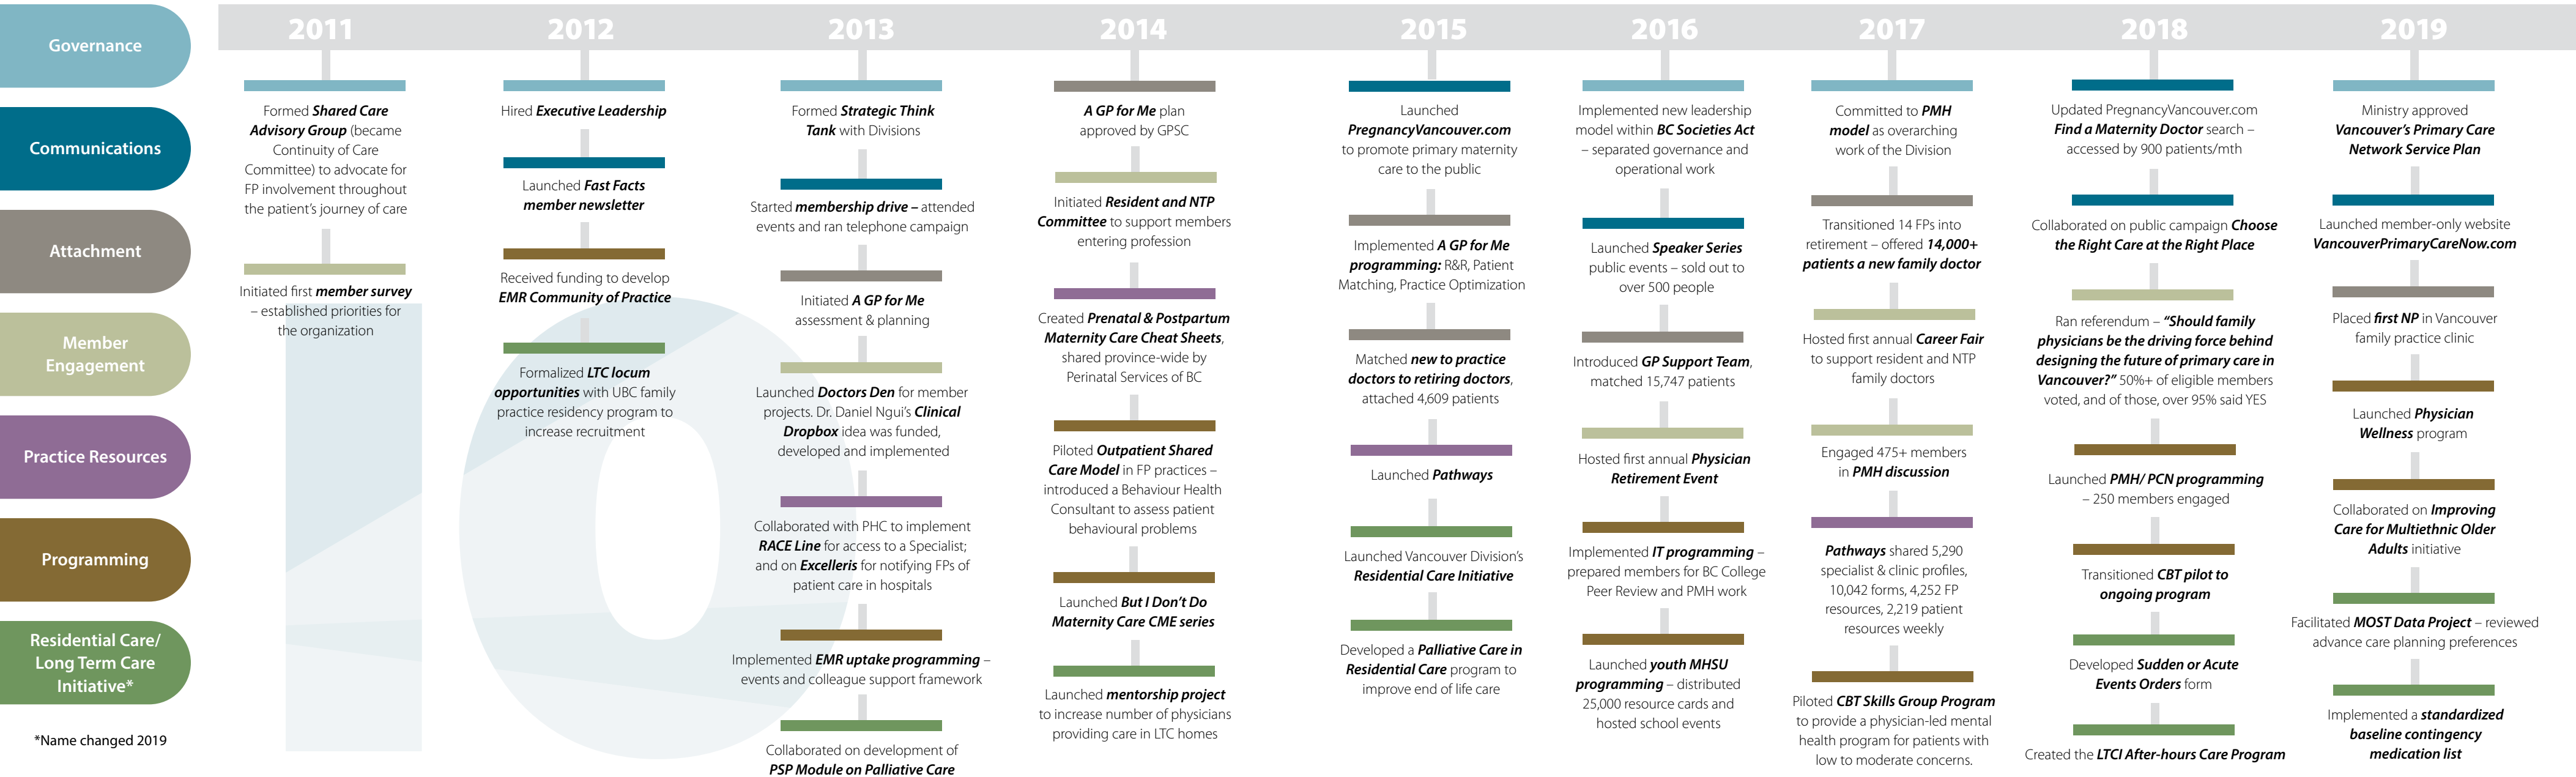 Governance
Communications
Attachment
Member
Engagement
Practice Resources
Programming
Residential Care/
Long Term Care
Initiative*
*Name changed 2019
2011
Formed Shared Care
Advisory Group (became
Continuity of Care
Committee) to advocate for
FP involvement throughout
the patient's journey of care
Initiated first member survey
– established priorities for
the organization
2012
Hired Executive Leadership
Launched Fast Facts
member newsletter
Received funding to develop
EMR Community of Practice
Formalized LTC locum
opportunities with UBC family
practice residency program to
increase recruitment
2013
Formed Strategic Think
Tank with Divisions
Started membership drive – attended
events and ran telephone campaign
Initiated A GP for Me
assessment & planning
Launched Doctors Den for member
projects. Dr. Daniel Ngui's Clinical
Dropbox idea was funded,
developed and implemented
Collaborated with PHC to implement
RACE Line for access to a Specialist;
and on Excelleris for notifying FPs of
patient care in hospitals
Implemented EMR uptake programming –
events and colleague support framework
Collaborated on development of
PSP Module on Palliative Care
2014
A GP for Me plan
approved by GPSC
Initiated Resident and NTP
Committee to support members
entering profession
Created Prenatal & Postpartum
Maternity Care Cheat Sheets,
shared province-wide by
Perinatal Services of BC
Piloted Outpatient Shared
Care Model in FP practices –
introduced a Behaviour Health
Consultant to assess patient
behavioural problems
Launched But I Don't Do
Maternity Care CME series
Launched mentorship project
to increase number of physicians
providing care in LTC homes
2015
Launched
PregnancyVancouver.com
to promote primary maternity
care to the public
Implemented A GP for Me
programming: R&R, Patient
Matching, Practice Optimization
Matched new to practice
doctors to retiring doctors,
attached 4,609 patients
Launched Pathways
Launched Vancouver Division's
Residential Care Initiative
Developed a Palliative Care in
Residential Care program to
improve end of life care
2016
Implemented new leadership
model within BC Societies Act
– separated governance and
operational work
Launched Speaker Series
public events – sold out to
over 500 people
Introduced GP Support Team,
matched 15,747 patients
Hosted first annual Physician
Retirement Event
Implemented IT programming –
prepared members for BC College
Peer Review and PMH work
Launched youth MHSU
programming – distributed
25,000 resource cards and
hosted school events
2017
Committed to PMH
model as overarching
work of the Division
Transitioned 14 FPs into
retirement – offered 14,000+
patients a new family doctor
Hosted first annual Career Fair
to support resident and NTP
family doctors
Engaged 475+ members
in PMH discussion
Pathways shared 5,290
specialist & clinic profiles,
10,042 forms, 4,252 FP
resources, 2,219 patient
resources weekly
Piloted CBT Skills Group Program
to provide a physician-led mental
health program for patients with
low to moderate concerns.
2018
Updated PregnancyVancouver.com
Find a Maternity Doctor search –
accessed by 900 patients/mth
Collaborated on public campaign Choose
the Right Care at the Right Place
Ran referendum – “Should family
physicians be the driving force behind
designing the future of primary care in
Vancouver?” 50%+ of eligible members
voted, and of those, over 95% said YES
Launched PMH/ PCN programming
– 250 members engaged
Transitioned CBT pilot to
ongoing program
Developed Sudden or Acute
Events Orders form
Created the LTCI After-hours Care Program
2019
Ministry approved
Vancouver's Primary Care
Network Service Plan
Launched member-only website
VancouverPrimaryCareNow.com
Placed first NP in Vancouver
family practice clinic
Launched Physician
Wellness program
Collaborated on Improving
Care for Multiethnic Older
Adults initiative
Facilitated MOST Data Project – reviewed
advance care planning preferences
Implemented a standardized
baseline contingency
medication list
10